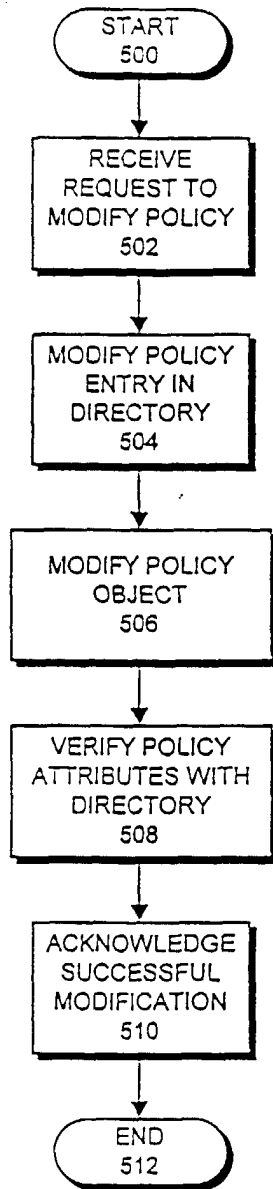 START
500
RECEIVE
REQUEST TO
MODIFY POLICY
502
MODIFY POLICY
ENTRY IN
DIRECTORY
504
MODIFY POLICY
OBJECT
506
VERIFY POLICY
ATTRIBUTES WITH
DIRECTORY
508
ACKNOWLEDGE
SUCCESSFUL
MODIFICATION
510
END
512